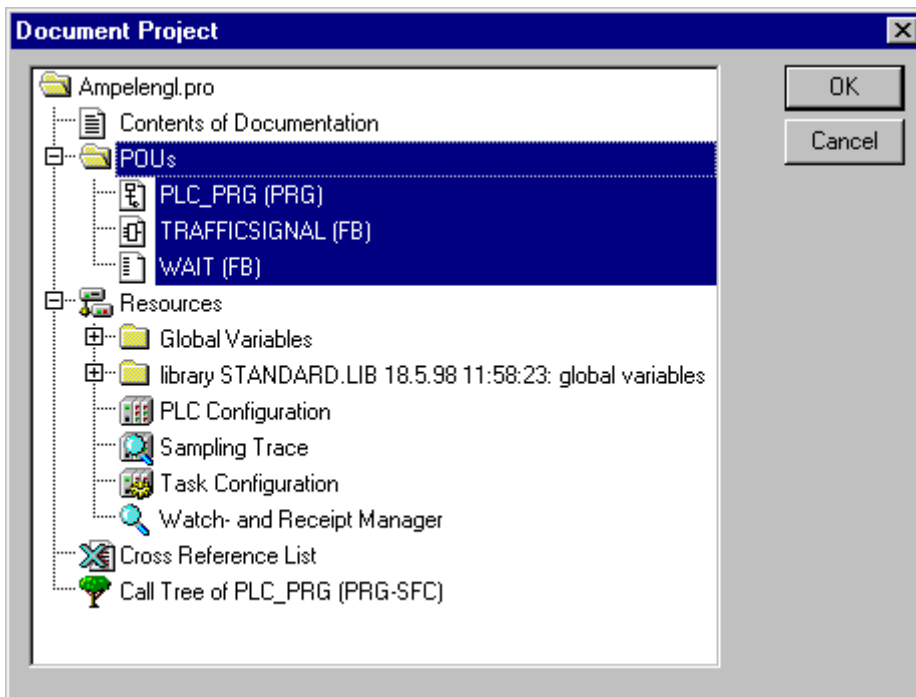 Document Project
Ampelengl.pro
OK
Contents of Documentation
Cancel
POUs
PLC_PRG (PRG)
TRAFFICSIGNAL (FB)
WAIT (FB)
Resources
Global Variables
library STANDARD.LIB 18.5.98 11:58:23: global variables
PLC Configuration
Sampling Trace
Task Configuration
Watch- and Receipt Manager
Cross Reference List
Call Tree of PLC_PRG (PRG-SFC)